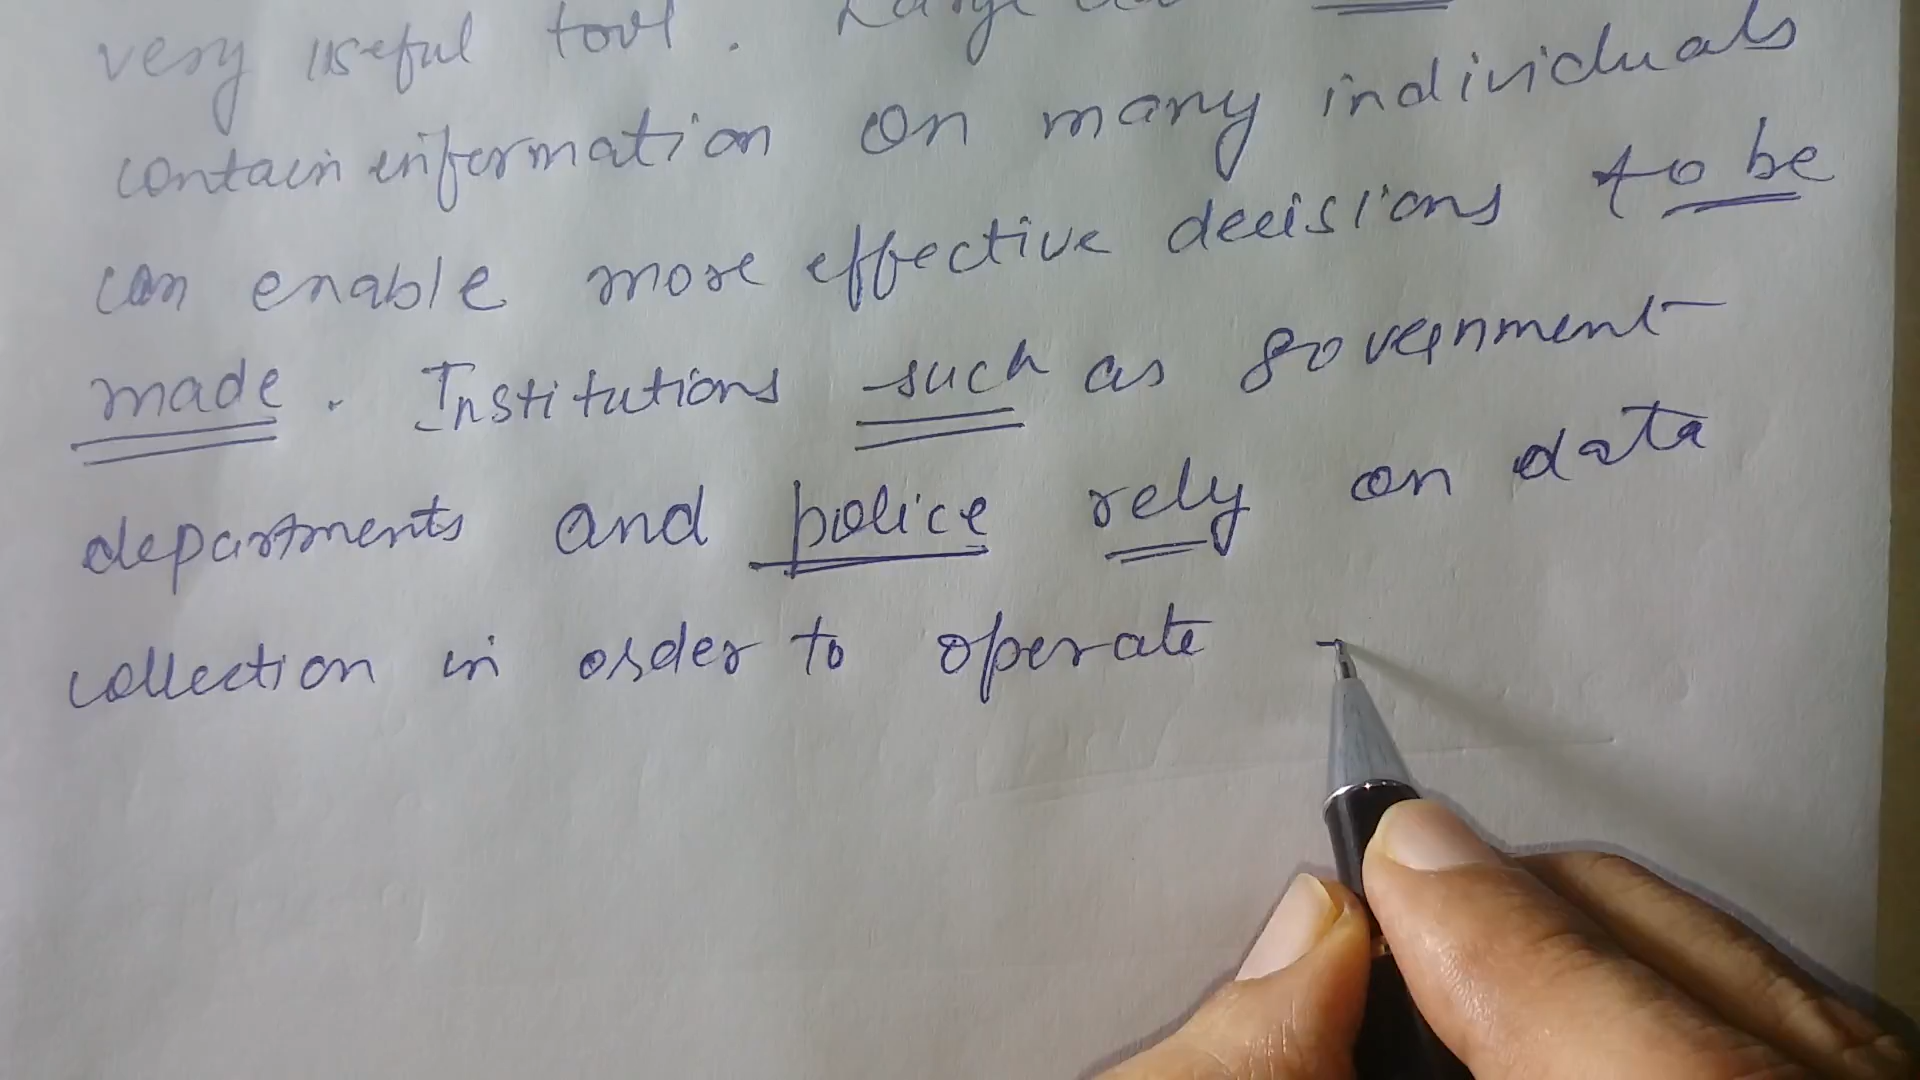 very useful tool. Large
contain information on many individuals
can enable more effective decisions to be
made. Institutions such as government
departments and police rely on data
collection in order to operate